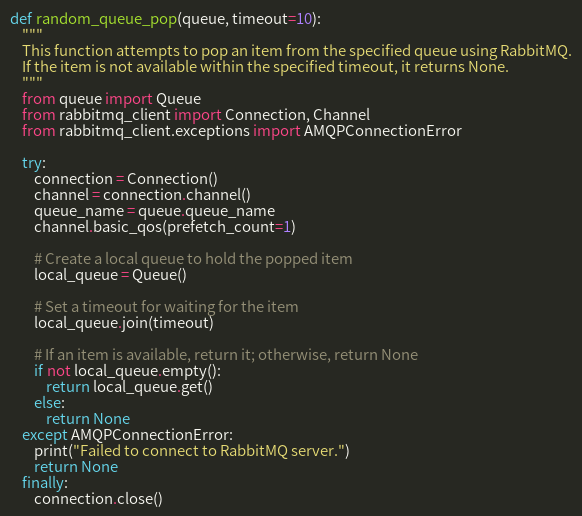 def random_queue_pop(queue, timeout=10):
    """
    This function attempts to pop an item from the specified queue using RabbitMQ.
    If the item is not available within the specified timeout, it returns None.
    """
    from queue import Queue
    from rabbitmq_client import Connection, Channel
    from rabbitmq_client.exceptions import AMQPConnectionError

    try:
        connection = Connection()
        channel = connection.channel()
        queue_name = queue.queue_name
        channel.basic_qos(prefetch_count=1)

        # Create a local queue to hold the popped item
        local_queue = Queue()

        # Set a timeout for waiting for the item
        local_queue.join(timeout)

        # If an item is available, return it; otherwise, return None
        if not local_queue.empty():
            return local_queue.get()
        else:
            return None
    except AMQPConnectionError:
        print("Failed to connect to RabbitMQ server.")
        return None
    finally:
        connection.close()